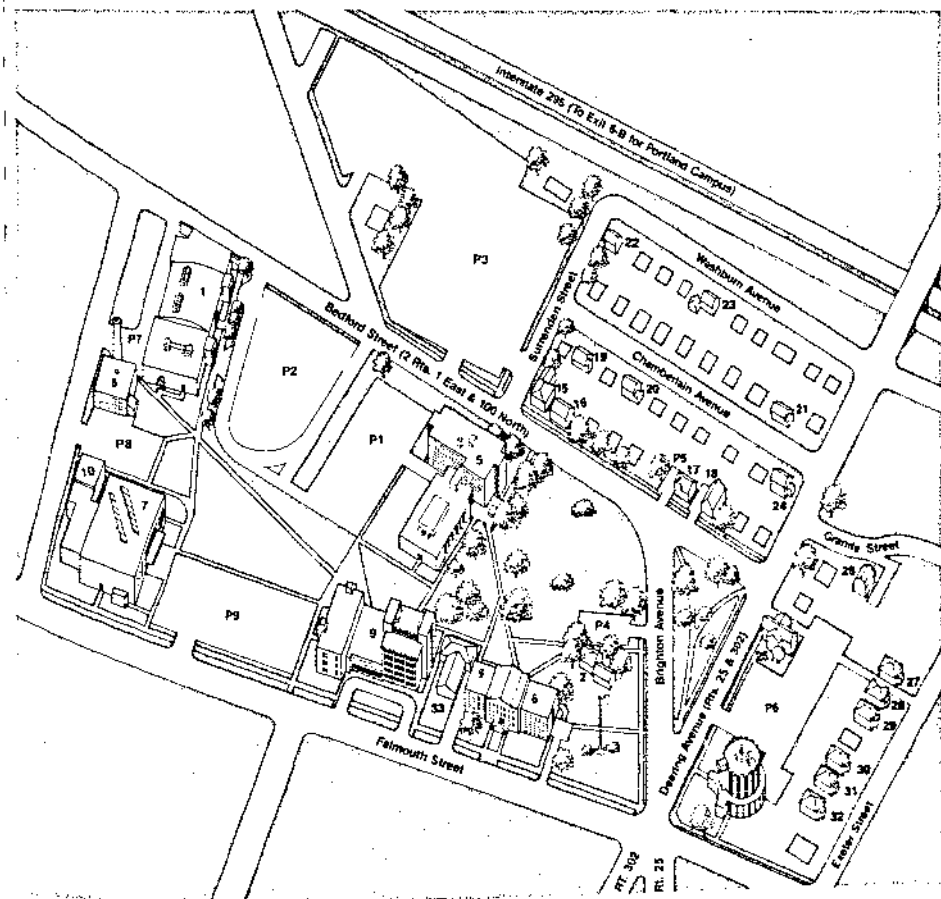 Interstate 295 (To Exit 6-B for Portland Campus)
22
Washburn Avenue
P3
23
1
Surrenden Street
Bedford Street (2 Rts. 1 East & 100 North)
19
Chamberlain Avenue
P7
P2
20
15
16
21
P1
5
P8
P5
17
18
24
10
7
Grande Street
P9
9
P4
2
Brighton Avenue
Deering Avenue (Rts. 25 & 302)
27
28
P6
29
6
33
3
30
31
32
Falmouth Street
Exeter Street
RT. 302
Rt. 25